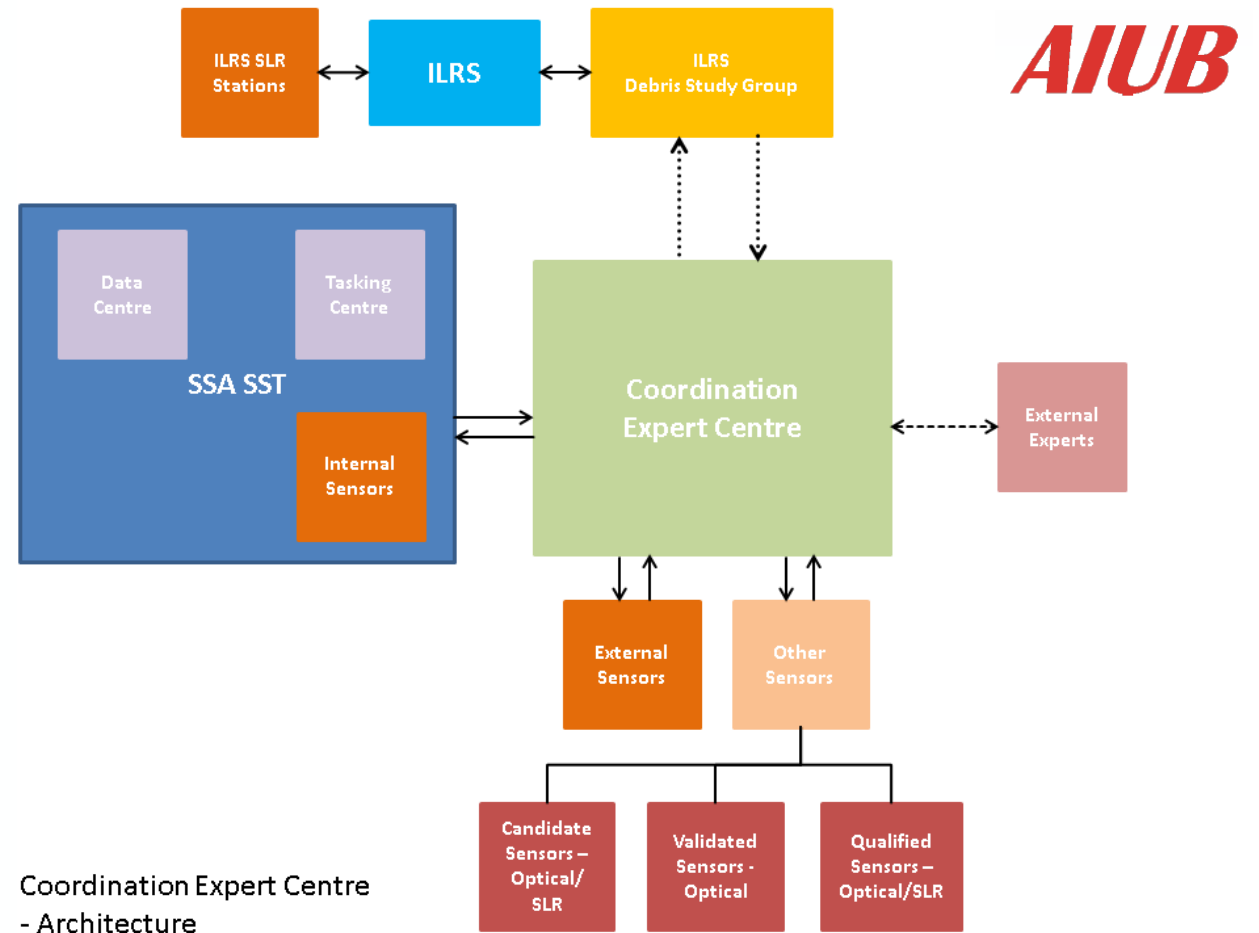 ILRS SLR
Stations
ILRS
ILRS
Debris Study Group
AIUB
Data
Centre
Tasking
Centre
SSA SST
Internal
Sensors
Coordination
Expert Centre
External
Experts
External
Sensors
Other
Sensors
Candidate
Sensors –
Optical/
SLR
Validated
Sensors -
Optical
Qualified
Sensors –
Optical/SLR
Coordination Expert Centre
- Architecture